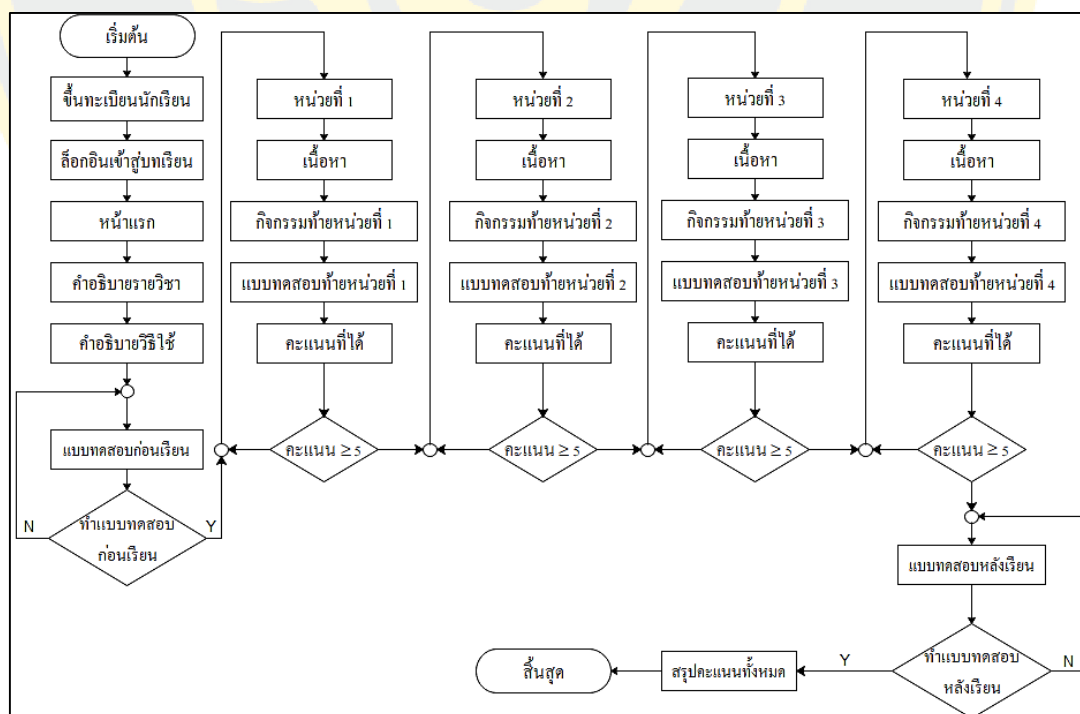 เริ่มต้น
ขึ้นทะเบียนนักเรียน
ล็อกอินเข้าสู่บทเรียน
หน้าแรก
คำอธิบายรายวิชา
คำอธิบายวิธีใช้
แบบทดสอบก่อนเรียน
N
ทำแบบทดสอบ
ก่อนเรียน
Y
หน่วยที่ 1
เนื้อหา
กิจกรรมท้ายหน่วยที่ 1
แบบทดสอบท้ายหน่วยที่ 1
คะแนนที่ได้
คะแนน ≥ 5
หน่วยที่ 2
เนื้อหา
กิจกรรมท้ายหน่วยที่ 2
แบบทดสอบท้ายหน่วยที่ 2
คะแนนที่ได้
คะแนน ≥ 5
หน่วยที่ 3
เนื้อหา
กิจกรรมท้ายหน่วยที่ 3
แบบทดสอบท้ายหน่วยที่ 3
คะแนนที่ได้
คะแนน ≥ 5
หน่วยที่ 4
เนื้อหา
กิจกรรมท้ายหน่วยที่ 4
แบบทดสอบท้ายหน่วยที่ 4
คะแนนที่ได้
คะแนน ≥ 5
แบบทดสอบหลังเรียน
ทำแบบทดสอบ
หลังเรียน
N
Y
สรุปคะแนนทั้งหมด
สิ้นสุด